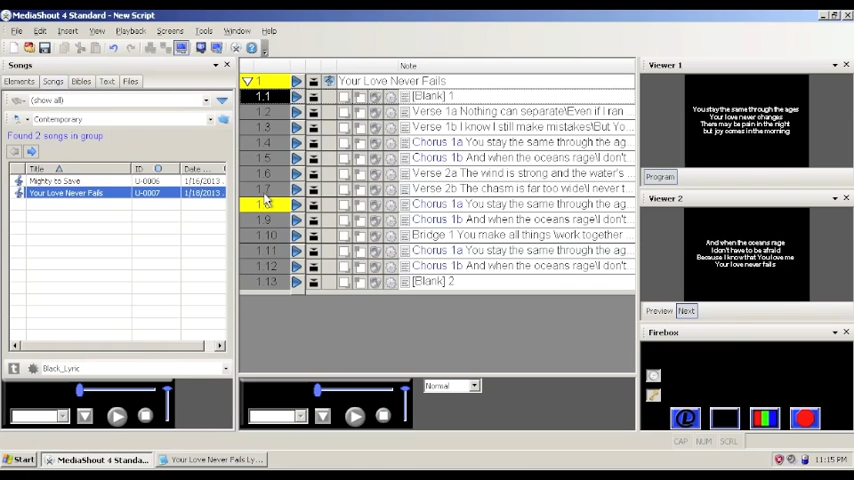 MediaShout 4 Standard - New Script
File Edit Insert View Playback Screens Tools Window Help
Songs
Elements Songs Bibles Text Files
(show all)
Contemporary
Found 2 songs in group
Title ID Date ...
Mighty to Save U-0006 1/16/2013
Your Love Never Fails U-0007 1/18/2013
Black_Lyric
Note
1 Your Love Never Fails
1.1 [Blank] 1
1.2 Verse 1a Nothing can separate\Even if I ran
1.3 Verse 1b I know I still make mistakes\But Yo...
1.4 Chorus 1a You stay the same through the ag...
1.5 Chorus 1b And when the oceans rage\I don't...
1.6 Verse 2a The wind is strong and the water's
1.7 Verse 2b The chasm is far too wide\I never t...
1.8 Chorus 1a You stay the same through the ag...
1.9 Chorus 1b And when the oceans rage\I don't...
1.10 Bridge 1 You make all things \work together
1.11 Chorus 1a You stay the same through the ag...
1.12 Chorus 1b And when the oceans rage\I don't...
1.13 [Blank] 2
Normal
Viewer 1
You stay the same through the ages
Your love never changes
There may be pain in the night
but joy comes in the morning
Program
Viewer 2
And when the oceans rage
I don't have to be afraid
Because I know that You love me
Your love never fails
Preview Next
Firebox
CAP NUM SCRL
Start MediaShout 4 Standa... Your Love Never Fails Ly...
11:15 PM